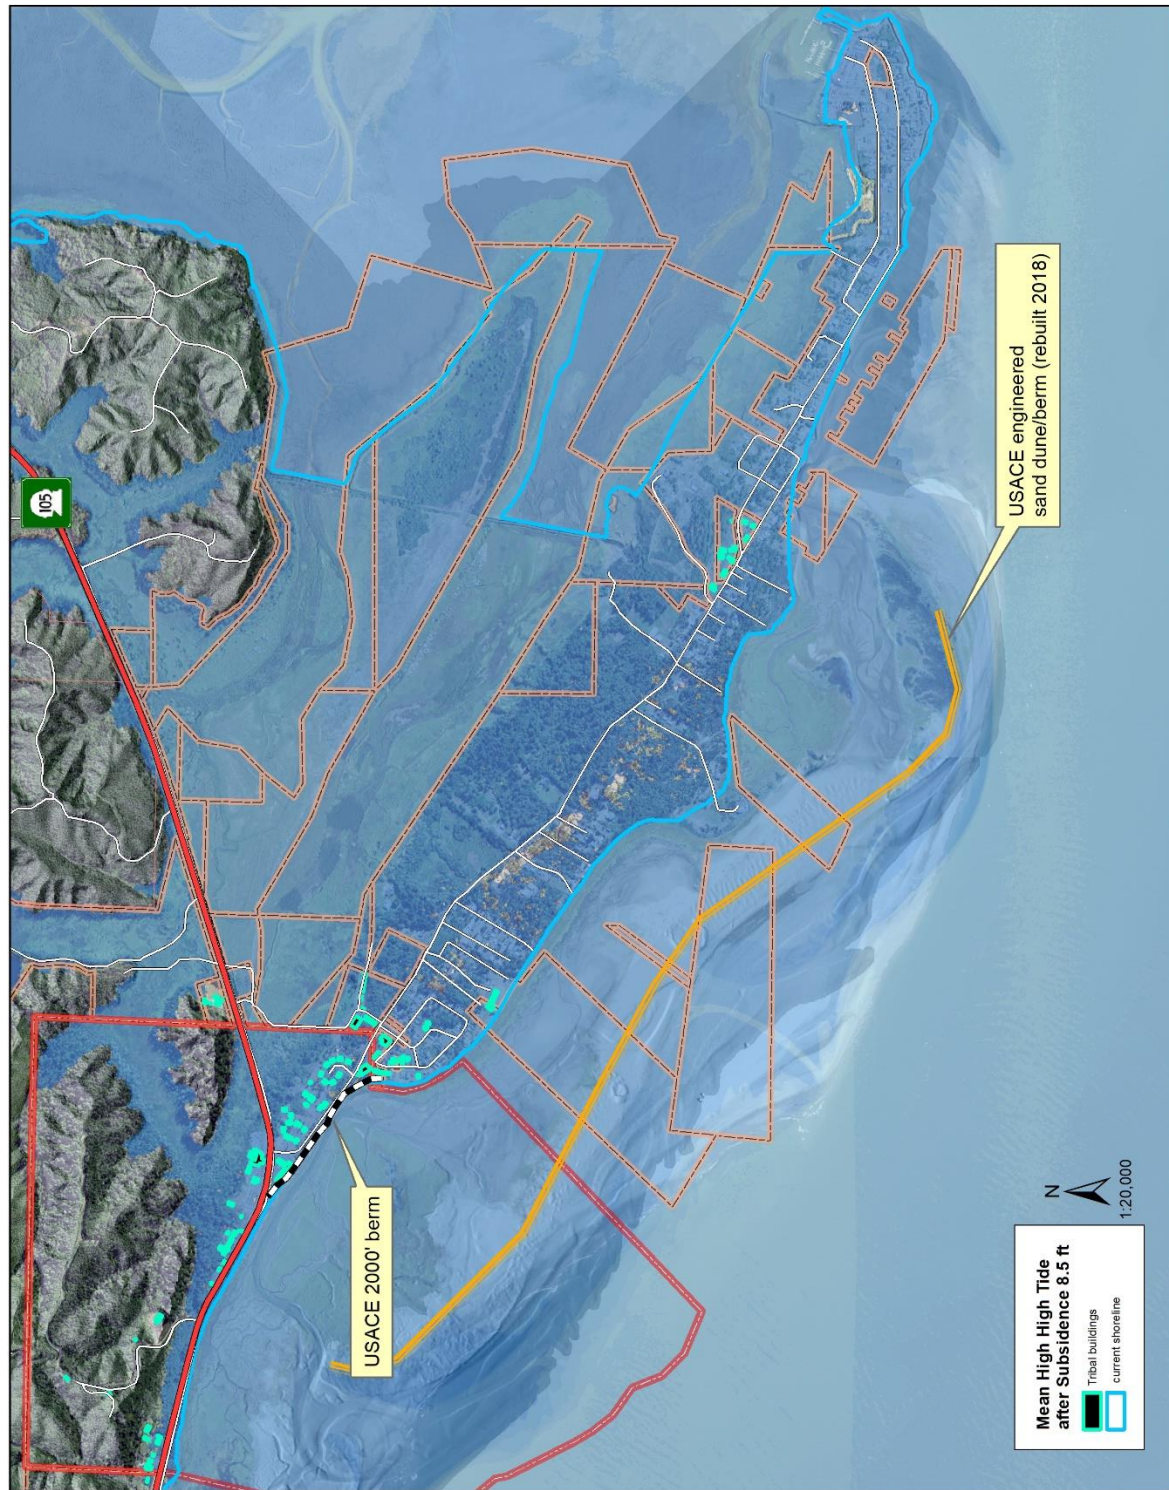 105
USACE 2000' berm
USACE engineered
sand dune/berm (rebuilt 2018)
Mean High High Tide
after Subsidence 8.5 ft
Tribal buildings
current shoreline
N
1:20,000